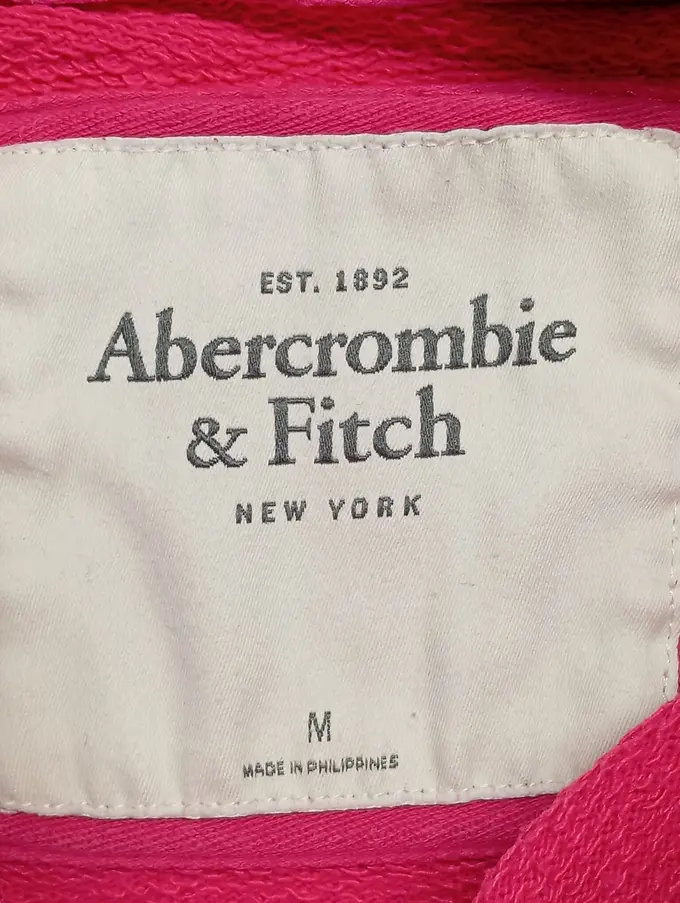 EST. 1892
Abercrombie
& Fitch
NEW YORK
M
MADE IN PHILIPPINES